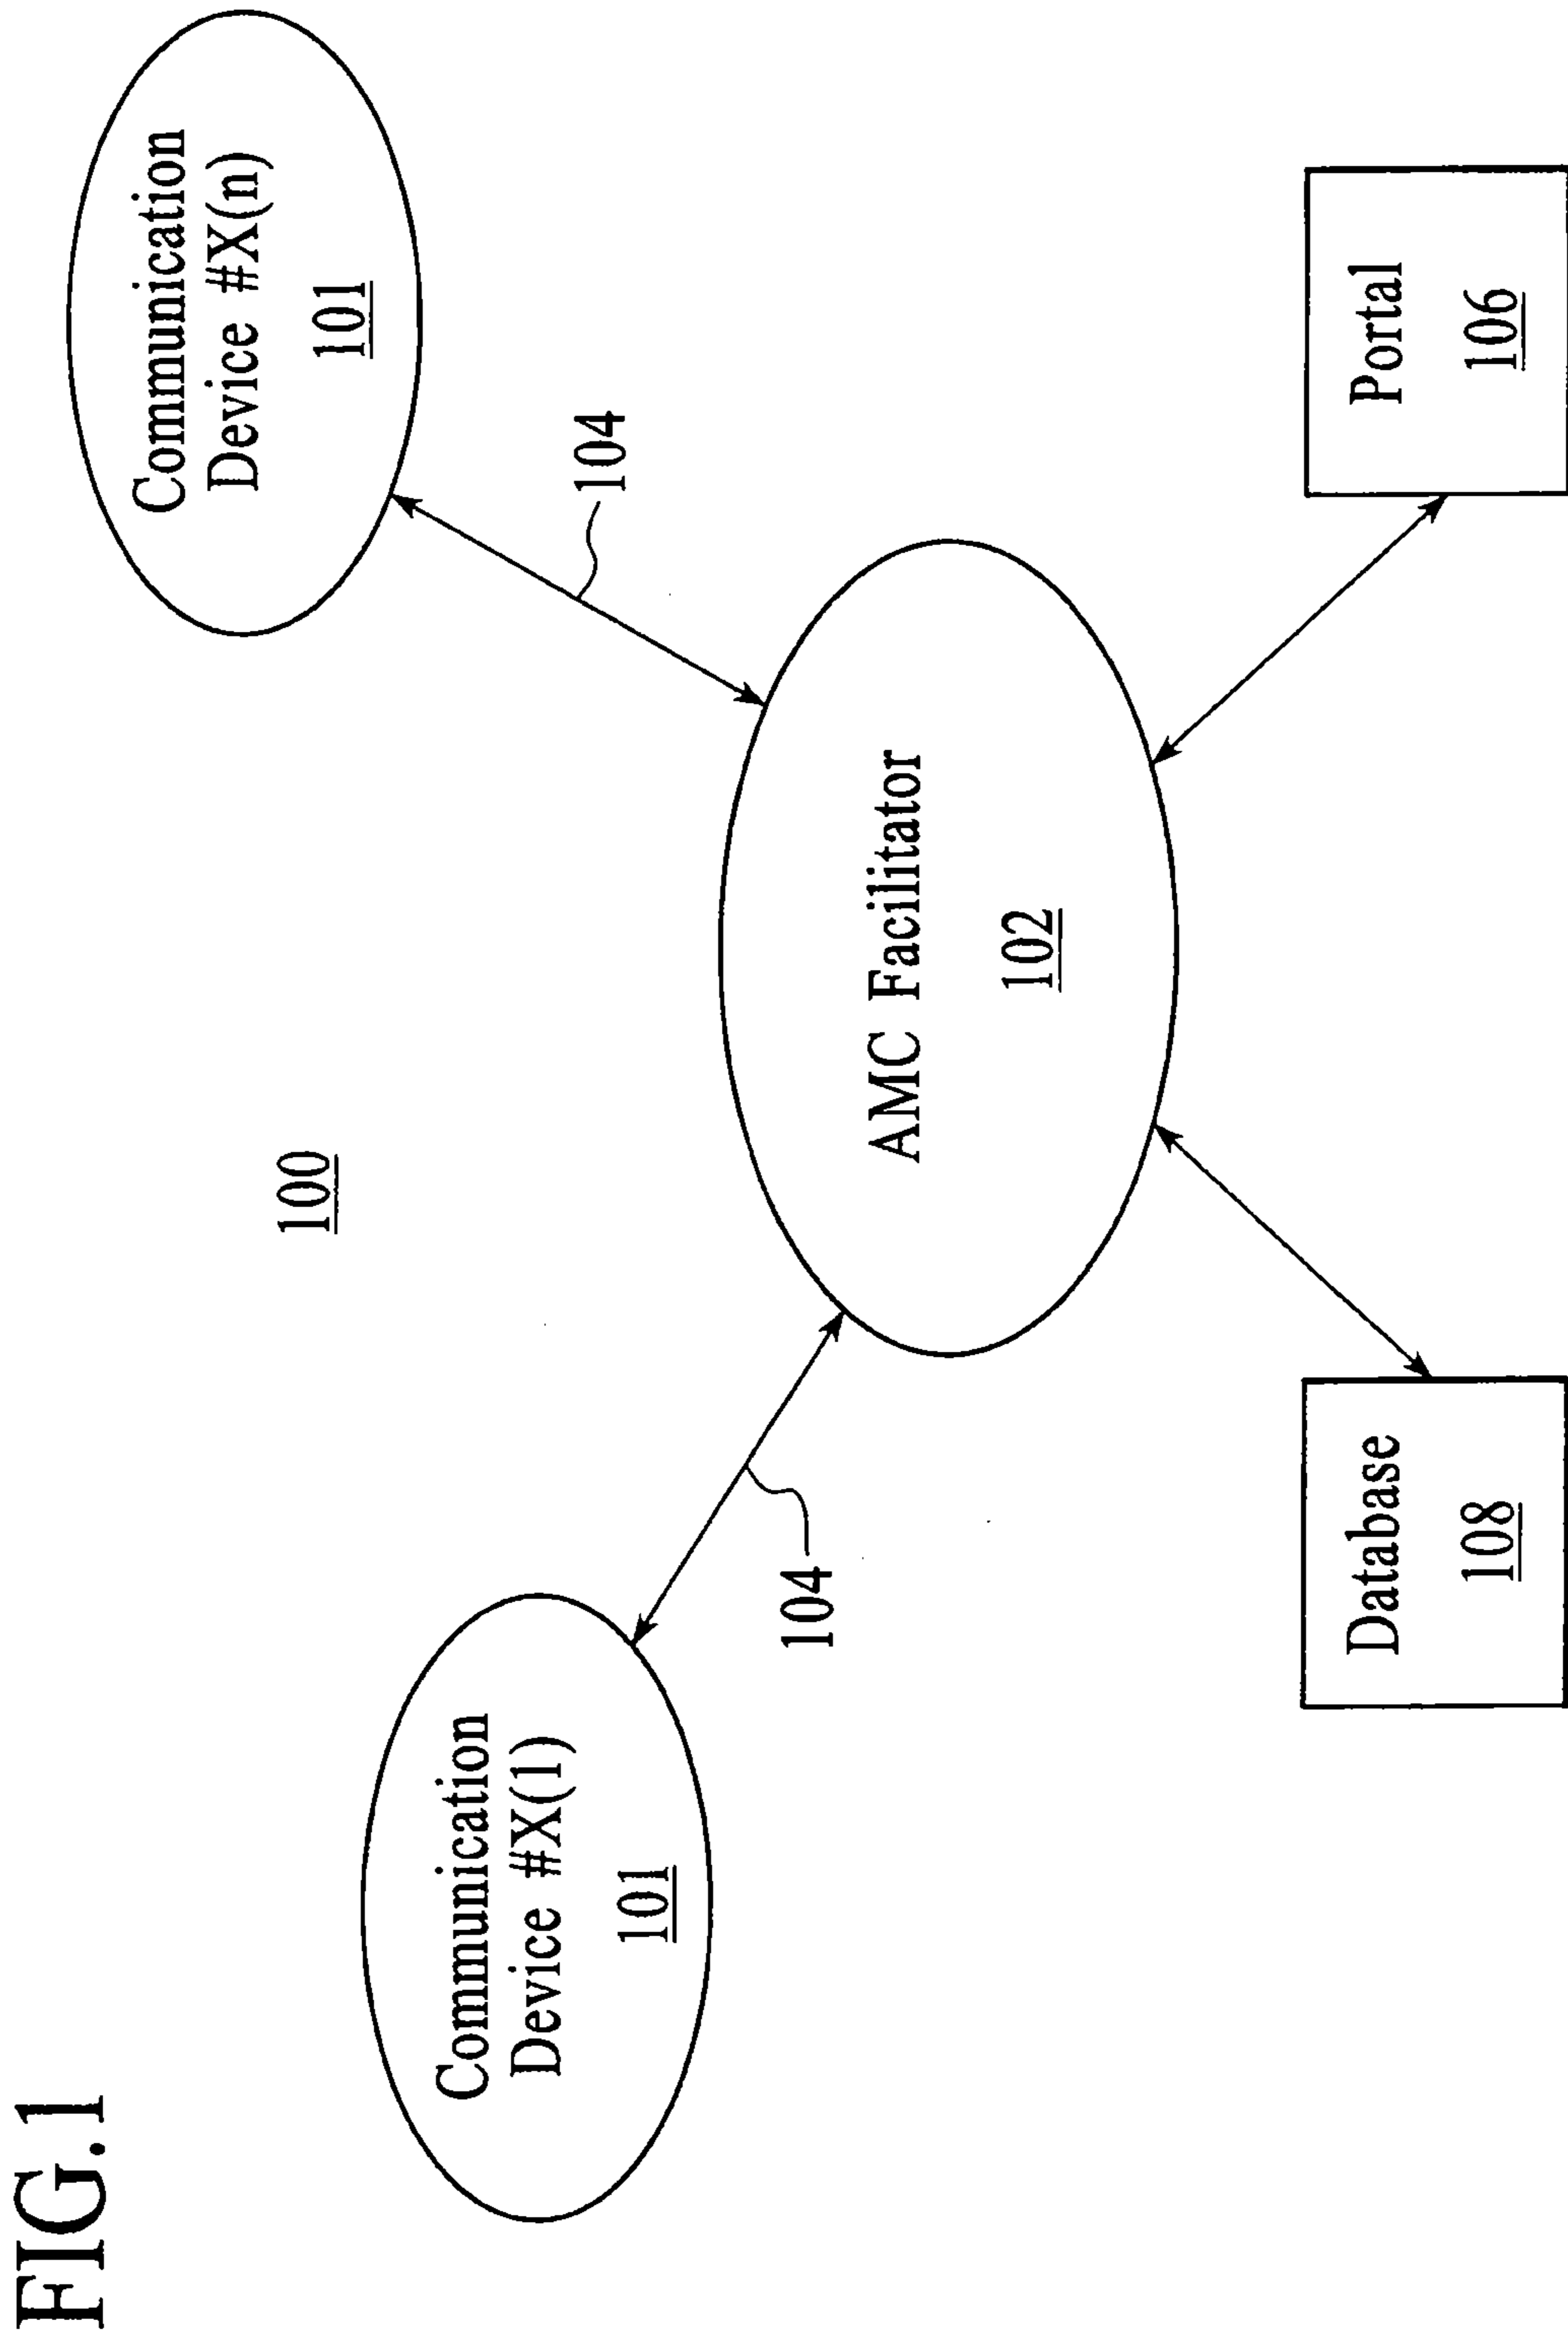 FIG.1
100
Communication
Device #X(1)
101
104
Communication
Device #X(n)
101
104
AMC Facilitator
102
Database
108
Portal
106